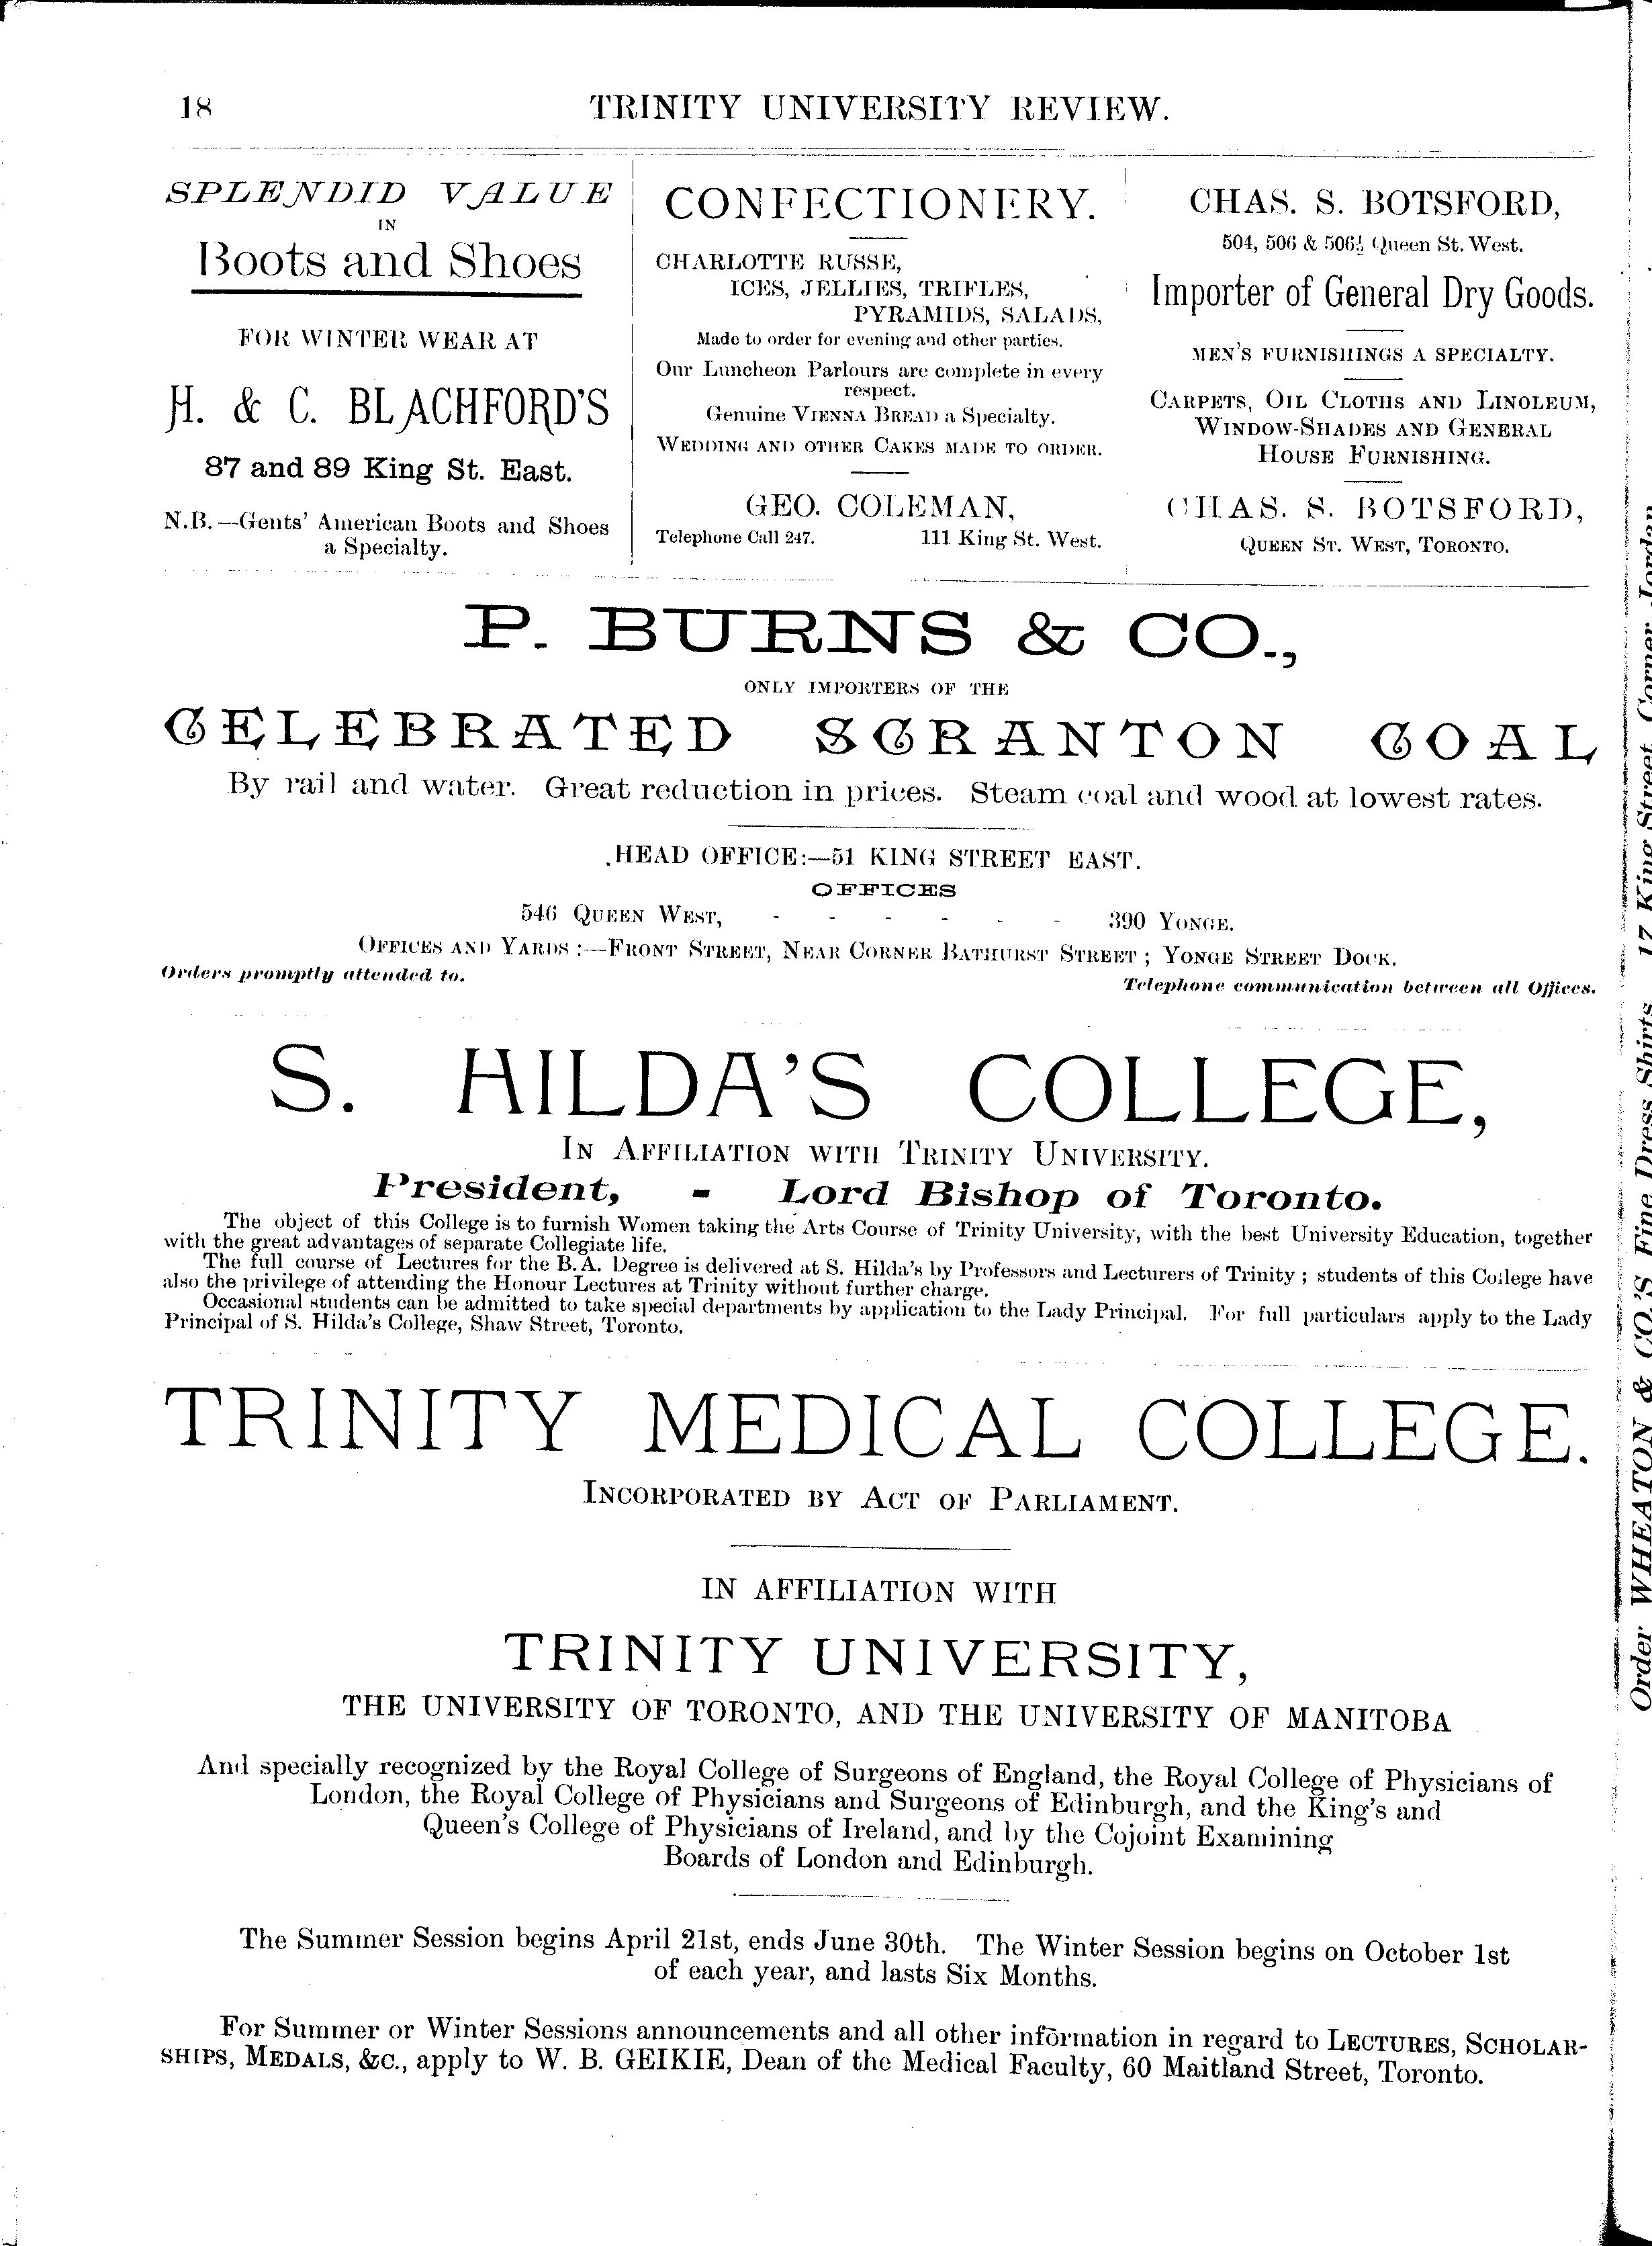 18
TRINITY UNIVERSITY REVIEW.
SPLENDID VALUE
IN
Boots and Shoes
FOR WINTER WEAR AT
H. & C. BLACHFORD'S
87 and 89 King St. East.
N.B.—Gents' American Boots and Shoes
a Specialty.
CONFECTIONERY.
CHARLOTTE RUSSE,
ICES, JELLIES, TRIFLES,
PYRAMIDS, SALADS,
Made to order for evening and other parties.
Our Luncheon Parlours are complete in every
respect.
Genuine VIENNA BREAD a Specialty.
WEDDING AND OTHER CAKES MADE TO ORDER.
GEO. COLEMAN,
Telephone Call 247. 111 King St. West.
CHAS. S. BOTSFORD,
504, 506 & 506½ Queen St. West.
Importer of General Dry Goods.
MEN'S FURNISHINGS A SPECIALTY.
CARPETS, OIL CLOTHS AND LINOLEUM,
WINDOW-SHADES AND GENERAL
HOUSE FURNISHING.
CHAS. S. BOTSFORD,
QUEEN ST. WEST, TORONTO.
P. BURNS & CO.,
ONLY IMPORTERS OF THE
CELEBRATED SCRANTON COAL
By rail and water. Great reduction in prices. Steam coal and wood at lowest rates.
HEAD OFFICE:—51 KING STREET EAST.
OFFICES
546 QUEEN WEST, - - - - - - 390 YONGE.
OFFICES AND YARDS:—FRONT STREET, NEAR CORNER BATHURST STREET; YONGE STREET DOCK.
Orders promptly attended to. Telephone communication between all Offices.
S. HILDA'S COLLEGE,
IN AFFILIATION WITH TRINITY UNIVERSITY.
President, - Lord Bishop of Toronto.
The object of this College is to furnish Women taking the Arts Course of Trinity University, with the best University Education, together
with the great advantages of separate Collegiate life.
The full course of Lectures for the B.A. Degree is delivered at S. Hilda's by Professors and Lecturers of Trinity; students of this College have
also the privilege of attending the Honour Lectures at Trinity without further charge.
Occasional students can be admitted to take special departments by application to the Lady Principal. For full particulars apply to the Lady
Principal of S. Hilda's College, Shaw Street, Toronto.
TRINITY MEDICAL COLLEGE.
INCORPORATED BY ACT OF PARLIAMENT.
IN AFFILIATION WITH
TRINITY UNIVERSITY,
THE UNIVERSITY OF TORONTO, AND THE UNIVERSITY OF MANITOBA
And specially recognized by the Royal College of Surgeons of England, the Royal College of Physicians of
London, the Royal College of Physicians and Surgeons of Edinburgh, and the King's and
Queen's College of Physicians of Ireland, and by the Cojoint Examining
Boards of London and Edinburgh.
The Summer Session begins April 21st, ends June 30th. The Winter Session begins on October 1st
of each year, and lasts Six Months.
For Summer or Winter Sessions announcements and all other information in regard to LECTURES, SCHOLAR-
SHIPS, MEDALS, &c., apply to W. B. GEIKIE, Dean of the Medical Faculty, 60 Maitland Street, Toronto.
Order WHEATON & CO.'S Fine Dress Shirts 17 King Street Corner Jordan